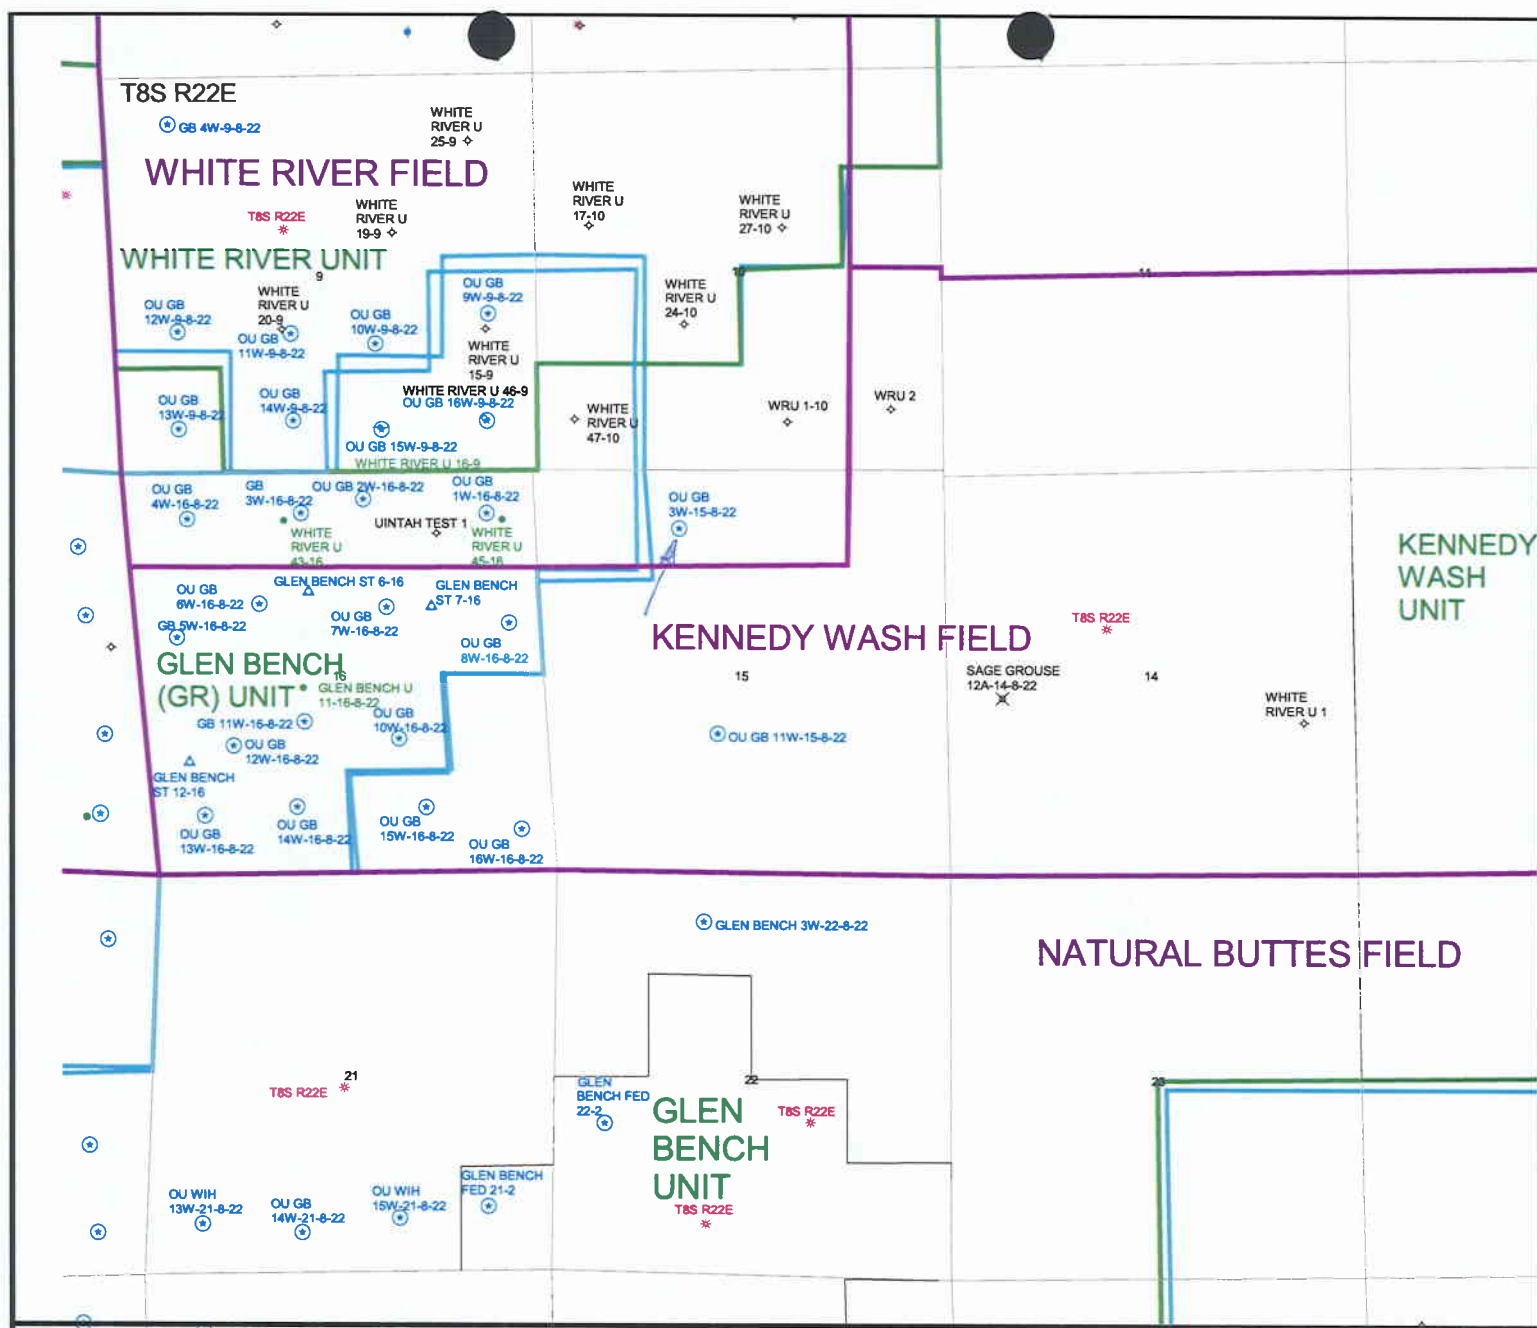 T8S R22E
GB 4W-9-8-22
WHITE
RIVER U
25-9
WHITE RIVER FIELD
WHITE
RIVER U
17-10
WHITE
RIVER U
27-10
T8S R22E
WHITE
RIVER U
19-9
WHITE RIVER UNIT
9
10
11
WHITE
RIVER U
20-9
OU GB
12W-9-8-22
OU GB
11W-9-8-22
OU GB
10W-9-8-22
OU GB
9W-9-8-22
WHITE
RIVER U
24-10
WHITE
RIVER U
15-9
OU GB
13W-9-8-22
OU GB
14W-9-8-22
WHITE RIVER U 46-9
OU GB 16W-9-8-22
WHITE
RIVER U
47-10
WRU 1-10
WRU 2
OU GB 15W-9-8-22
WHITE RIVER U 16-9
OU GB
4W-16-8-22
GB
3W-16-8-22
OU GB 2W-16-8-22
OU GB
1W-16-8-22
OU GB
3W-15-8-22
WHITE
RIVER U
43-16
UINTAH TEST 1
WHITE
RIVER U
45-16
KENNEDY
WASH
UNIT
OU GB
6W-16-8-22
GLEN BENCH ST 6-16
GLEN BENCH
ST 7-16
OU GB
7W-16-8-22
GB 5W-16-8-22
OU GB
8W-16-8-22
KENNEDY WASH FIELD
T8S R22E
GLEN BENCH
(GR) UNIT
16
GLEN BENCH U
11-16-8-22
15
SAGE GROUSE
12A-14-8-22
14
WHITE
RIVER U 1
GB 11W-16-8-22
OU GB
10W-16-8-22
OU GB
12W-16-8-22
OU GB 11W-15-8-22
GLEN BENCH
ST 12-16
OU GB
13W-16-8-22
OU GB
14W-16-8-22
OU GB
15W-16-8-22
OU GB
16W-16-8-22
GLEN BENCH 3W-22-8-22
NATURAL BUTTES FIELD
21
T8S R22E
22
23
GLEN
BENCH FED
22-2
GLEN
BENCH
UNIT
T8S R22E
GLEN BENCH
FED 21-2
OU WIH
13W-21-8-22
OU GB
14W-21-8-22
OU WIH
15W-21-8-22
T8S R22E